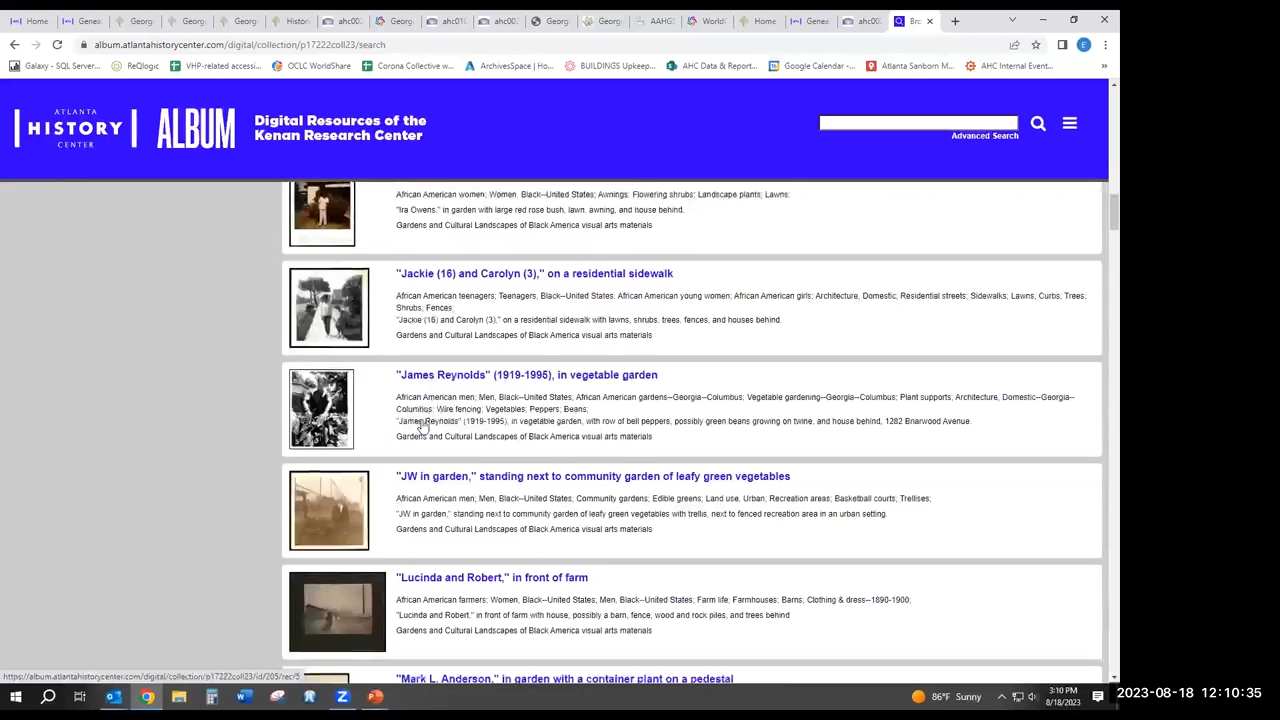 Home
Genea
Georgi
Georgi
Georgi
Histori
ahc002
Georgi
ahc01
ahc003
Georgi
Georgi
AAHGS
World
Home
Genea
ahc00
Bro
album.atlantahistorycenter.com/digital/collection/p17222coll23/search
E
Galaxy - SQL Server...
ReQlogic
VHP-related accessi...
OCLC WorldShare
Corona Collective w...
ArchivesSpace | Ho...
BUILDINGS Upkeep...
AHC Data & Report...
Google Calendar -...
Atlanta Sanborn M...
AHC Internal Event...
ATLANTA
HISTORY
CENTER
ALBUM
Digital Resources of the
Kenan Research Center
Advanced Search
African American women; Women, Black--United States; Awnings; Flowering shrubs; Landscape plants; Lawns;
"Ira Owens," in garden with large red rose bush, lawn, awning, and house behind.
Gardens and Cultural Landscapes of Black America visual arts materials
"Jackie (16) and Carolyn (3)," on a residential sidewalk
African American teenagers; Teenagers, Black--United States, African American young women; African American girls; Architecture, Domestic; Residential streets; Sidewalks; Lawns; Curbs; Trees;
Shrubs, Fences
"Jackie (16) and Carolyn (3)," on a residential sidewalk with lawns, shrubs, trees, fences, and houses behind.
Gardens and Cultural Landscapes of Black America visual arts materials
"James Reynolds" (1919-1995), in vegetable garden
African American men; Men, Black--United States; African American gardens--Georgia--Columbus; Vegetable gardening--Georgia--Columbus; Plant supports; Architecture, Domestic--Georgia--
Columbus; Wire fencing; Vegetables; Peppers; Beans;
"James Reynolds" (1919-1995), in vegetable garden, with row of bell peppers, possibly green beans growing on twine, and house behind, 1282 Briarwood Avenue.
Gardens and Cultural Landscapes of Black America visual arts materials
"JW in garden," standing next to community garden of leafy green vegetables
African American men; Men, Black--United States; Community gardens; Edible greens; Land use, Urban; Recreation areas; Basketball courts; Trellises;
"JW in garden," standing next to community garden of leafy green vegetables with trellis, next to fenced recreation area in an urban setting.
Gardens and Cultural Landscapes of Black America visual arts materials
"Lucinda and Robert," in front of farm
African American farmers; Women, Black--United States; Men, Black--United States; Farm life; Farmhouses; Barns; Clothing & dress--1890-1900;
"Lucinda and Robert," in front of farm with house, possibly a barn, fence, wood and rock piles, and trees behind
Gardens and Cultural Landscapes of Black America visual arts materials
"Mark L. Anderson," in garden with a container plant on a pedestal
https://album.atlantahistorycenter.com/digital/collection/p17222coll23/id/205/rec/5
86°F Sunny
3:10 PM
8/18/2023
2023-08-18 12:10:35